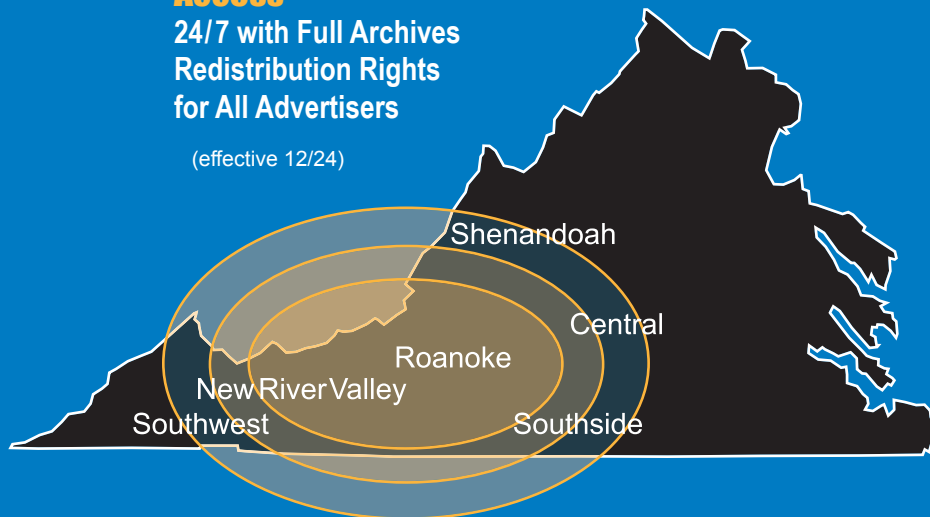 Access
24/7 with Full Archives
Redistribution Rights
for All Advertisers
(effective 12/24)
Shenandoah
Central
Roanoke
New River Valley
Southwest
Southside